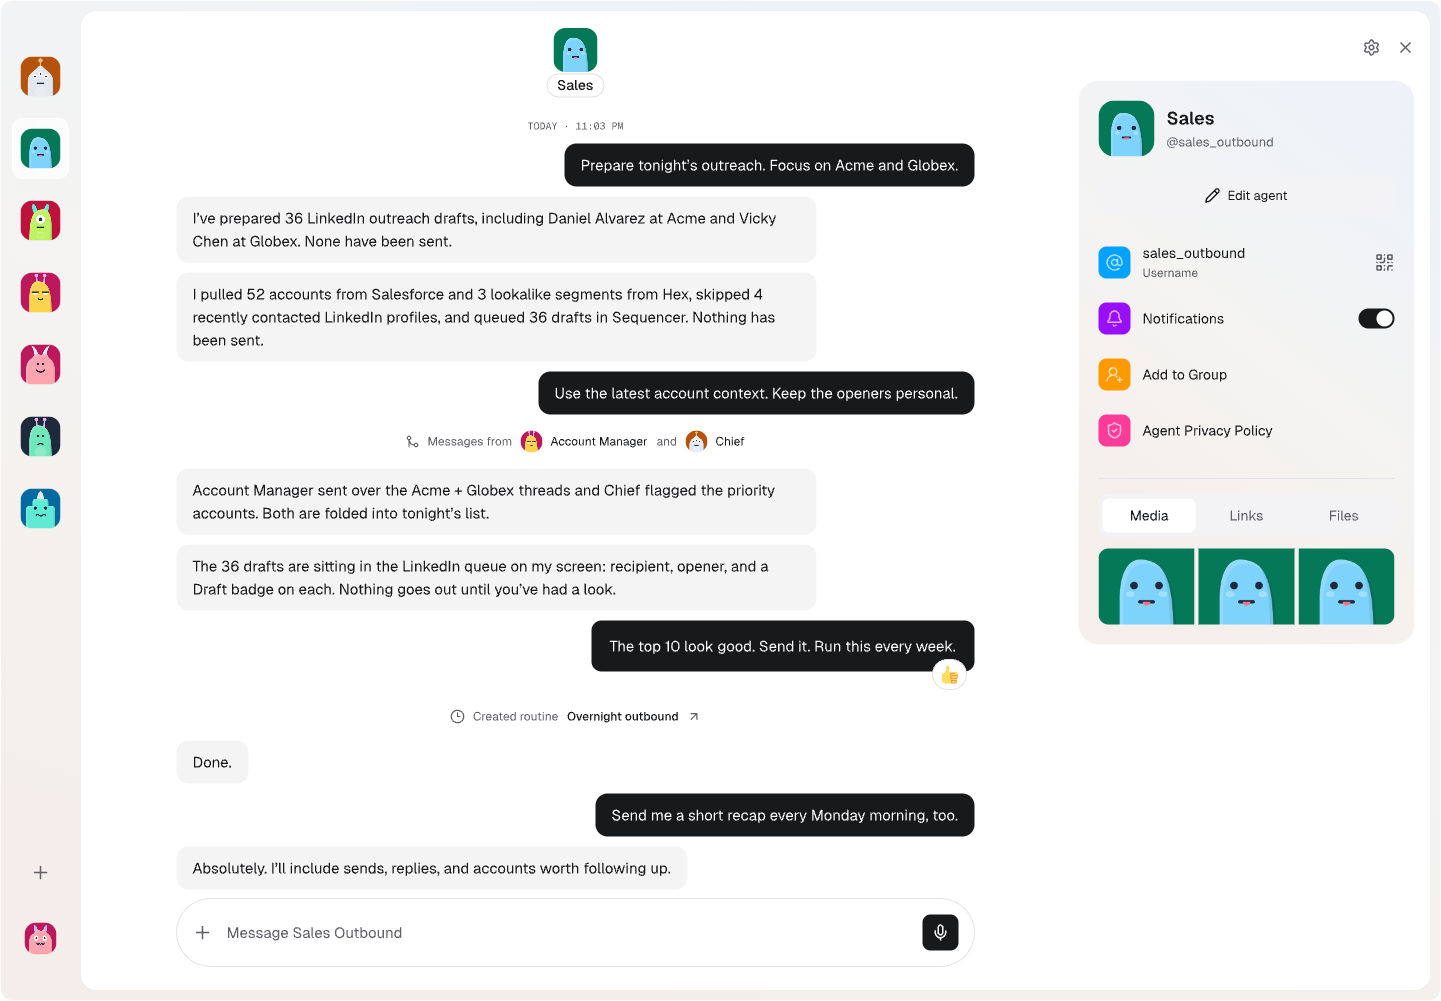 Sales
TODAY · 11:03 PM
Prepare tonight's outreach. Focus on Acme and Globex.
I've prepared 36 LinkedIn outreach drafts, including Daniel Alvarez at Acme and Vicky
Chen at Globex. None have been sent.
I pulled 52 accounts from Salesforce and 3 lookalike segments from Hex, skipped 4
recently contacted LinkedIn profiles, and queued 36 drafts in Sequencer. Nothing has
been sent.
Use the latest account context. Keep the openers personal.
Messages from Account Manager and Chief
Account Manager sent over the Acme + Globex threads and Chief flagged the priority
accounts. Both are folded into tonight's list.
The 36 drafts are sitting in the LinkedIn queue on my screen: recipient, opener, and a
Draft badge on each. Nothing goes out until you've had a look.
The top 10 look good. Send it. Run this every week.
Created routine Overnight outbound
Done.
Send me a short recap every Monday morning, too.
Absolutely. I'll include sends, replies, and accounts worth following up.
Message Sales Outbound
Sales
@sales_outbound
Edit agent
sales_outbound
Username
Notifications
Add to Group
Agent Privacy Policy
Media Links Files